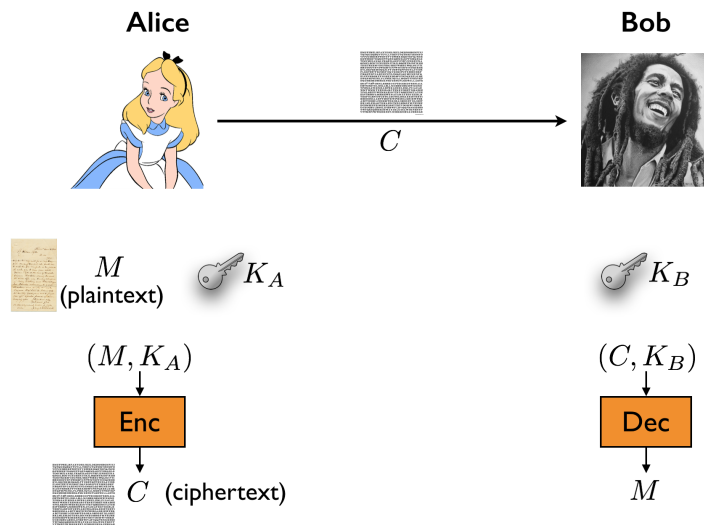 Alice
Bob
C
M
(plaintext)
K_A
K_B
(M, K_A)
(C, K_B)
Enc
Dec
C (ciphertext)
M